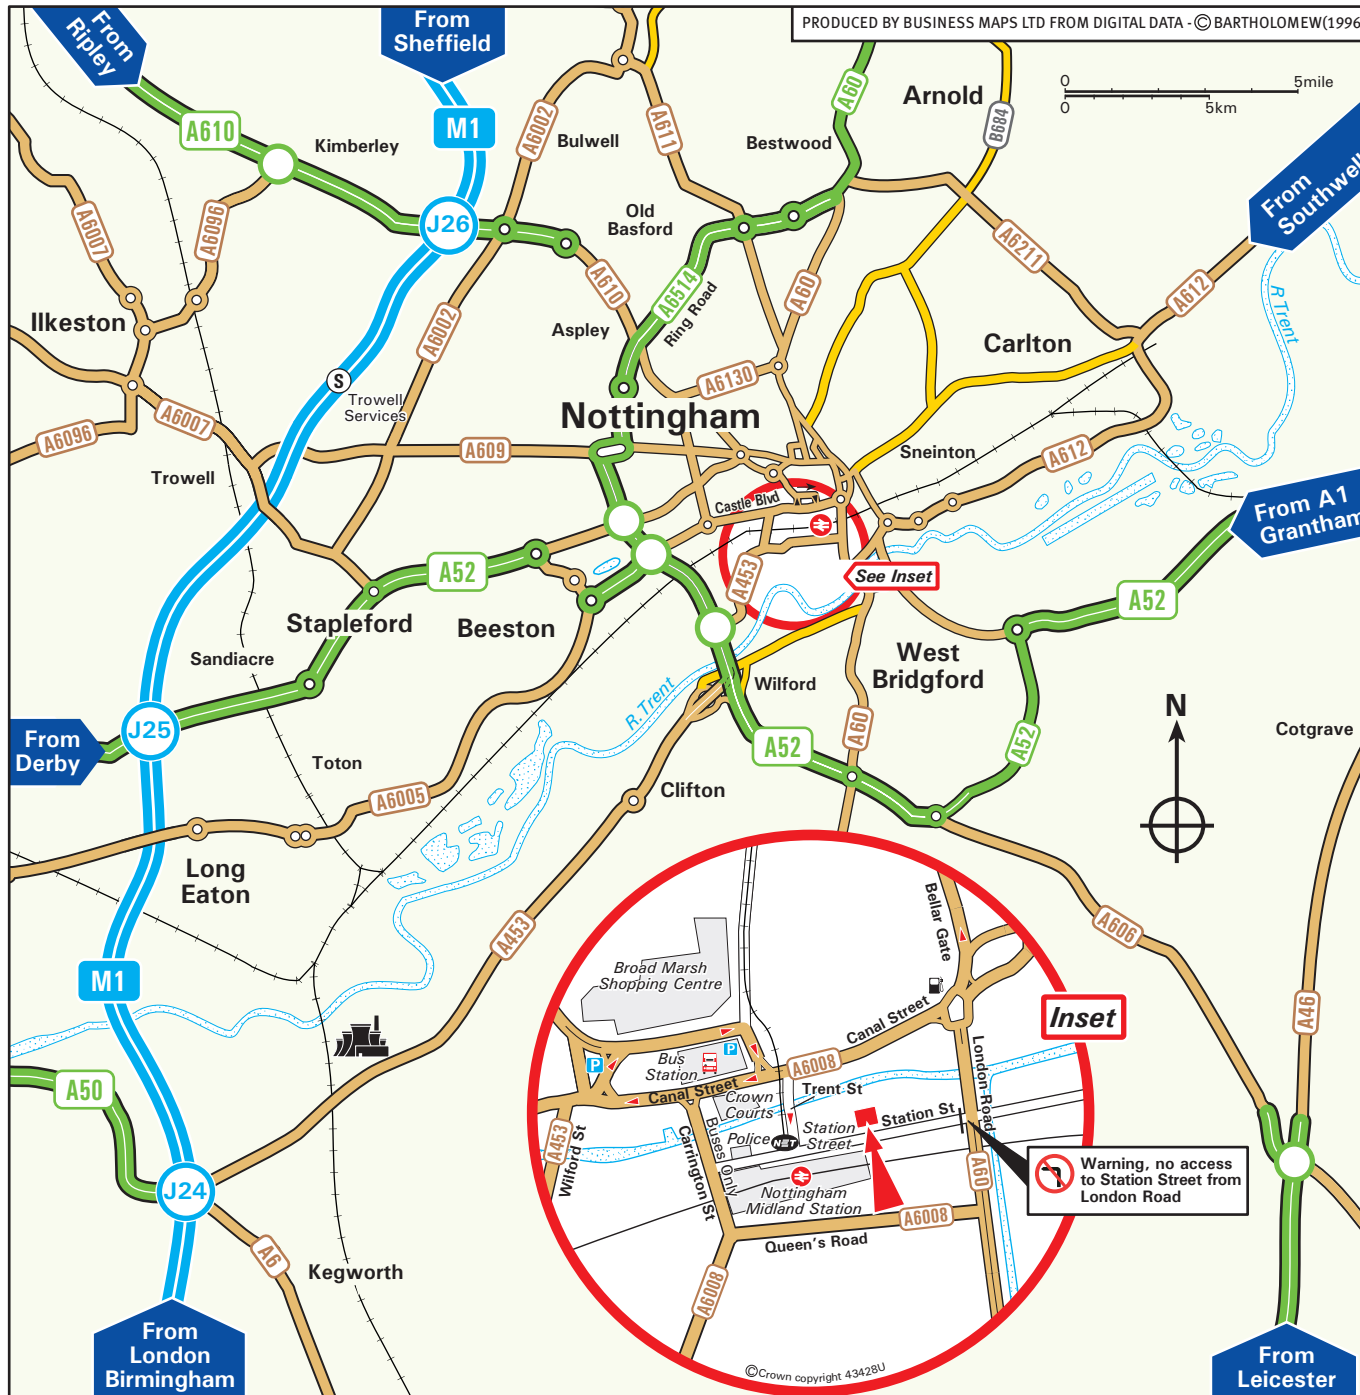 PRODUCED BY BUSINESS MAPS LTD FROM DIGITAL DATA - © BARTHOLOMEW(1996
From
Ripley
From
Sheffield
0
5mile
0
5km
A60
Arnold
A610
M1
A6002
Bulwell
A611
Bestwood
B684
Kimberley
From
Southwell
J26
Old
Basford
A6007
A6096
A6211
A610
A6514
Ring Road
A60
A612
R Trent
Ilkeston
A6002
Aspley
Carlton
S
Trowell
Services
A6130
A6007
Nottingham
A6096
A609
Sneinton
A612
Trowell
Castle Blvd
From A1
Grantham
A52
A453
See Inset
A52
Stapleford
Beeston
West
Bridgford
Sandiacre
R. Trent
Wilford
N
J25
From
Derby
A52
A60
A52
Cotgrave
Toton
A6005
Clifton
Long
Eaton
Bellar Gate
A453
A606
M1
Broad Marsh
Shopping Centre
Inset
A46
Canal Street
P
Bus
Station
P
A6008
London Road
A50
Canal Street
Trent St
Crown
Courts
Station St
A453
Wilford St
Buses Only
Police
NET
Station
Street
Carrington St
A60
Warning, no access
to Station Street from
London Road
J24
Nottingham
Midland Station
A6008
Queen's Road
A6
Kegworth
A6008
From
London
Birmingham
© Crown copyright 43428U
From
Leicester